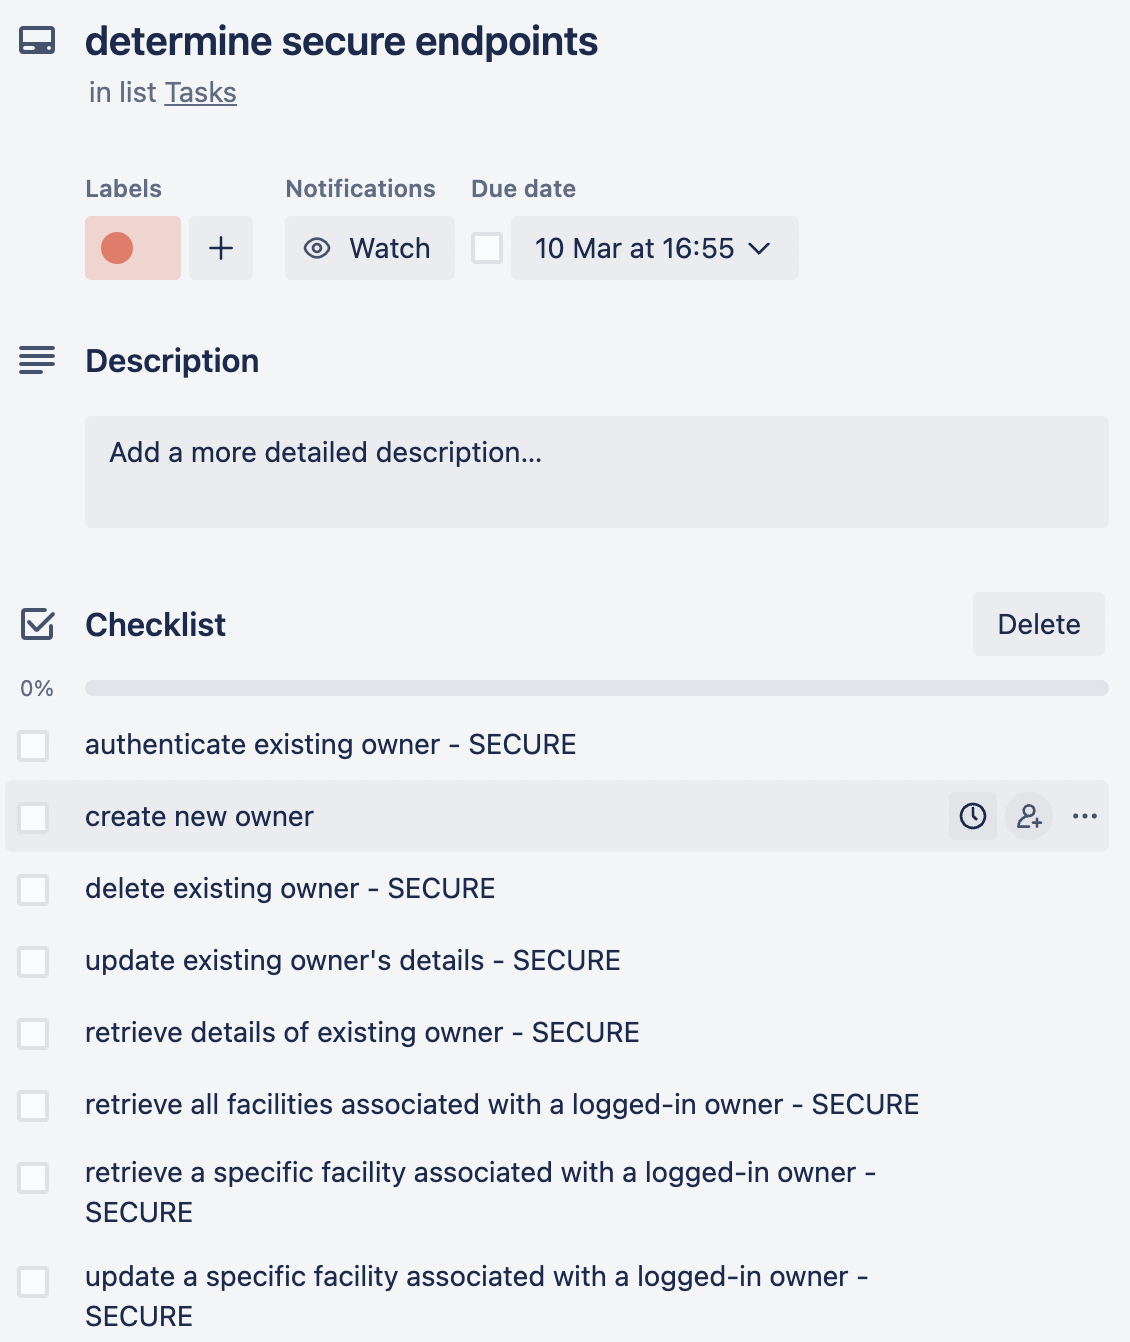 determine secure endpoints
in list Tasks
Labels
Notifications
Due date
Watch
10 Mar at 16:55
Description
Add a more detailed description...
Checklist
Delete
0%
authenticate existing owner - SECURE
create new owner
delete existing owner - SECURE
update existing owner's details - SECURE
retrieve details of existing owner - SECURE
retrieve all facilities associated with a logged-in owner - SECURE
retrieve a specific facility associated with a logged-in owner -
SECURE
update a specific facility associated with a logged-in owner -
SECURE